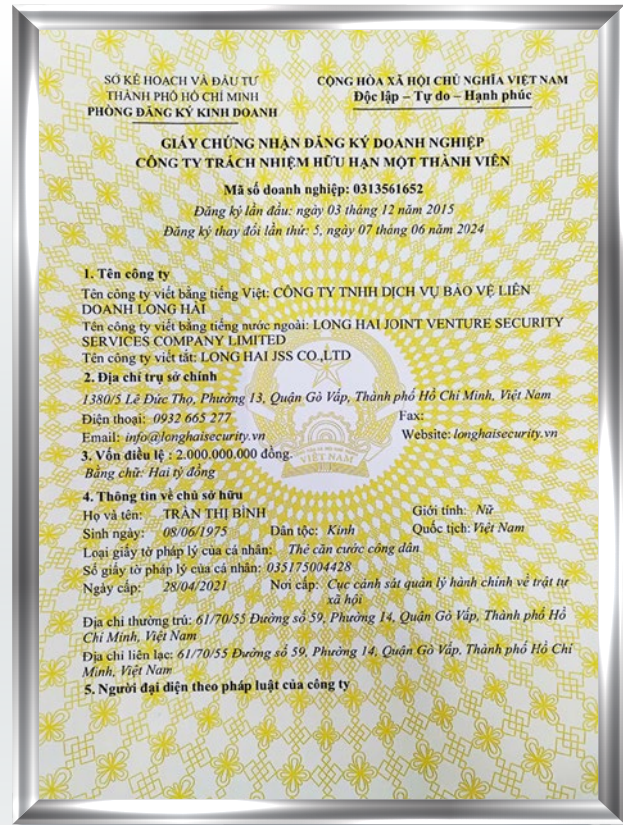 SỞ KẾ HOẠCH VÀ ĐẦU TƯ
THÀNH PHỐ HỒ CHÍ MINH
PHÒNG ĐĂNG KÝ KINH DOANH
CỘNG HÒA XÃ HỘI CHỦ NGHĨA VIỆT NAM
Độc lập – Tự do – Hạnh phúc
GIẤY CHỨNG NHẬN ĐĂNG KÝ DOANH NGHIỆP
CÔNG TY TRÁCH NHIỆM HỮU HẠN MỘT THÀNH VIÊN
Mã số doanh nghiệp: 0313561652
Đăng ký lần đầu: ngày 03 tháng 12 năm 2015
Đăng ký thay đổi lần thứ: 5, ngày 07 tháng 06 năm 2024
1. Tên công ty
Tên công ty viết bằng tiếng Việt: CÔNG TY TNHH DỊCH VỤ BẢO VỆ LIÊN
DOANH LONG HẢI
Tên công ty viết bằng tiếng nước ngoài: LONG HAI JOINT VENTURE SECURITY
SERVICES COMPANY LIMITED
Tên công ty viết tắt: LONG HAI JSS CO.,LTD
2. Địa chỉ trụ sở chính
1380/5 Lê Đức Thọ, Phường 13, Quận Gò Vấp, Thành phố Hồ Chí Minh, Việt Nam
Điện thoại: 0932 665 277 Fax:
Email: info@longhaisecurity.vn Website: longhaisecurity.vn
3. Vốn điều lệ : 2.000.000.000 đồng.
Bằng chữ: Hai tỷ đồng
VIỆT NAM
4. Thông tin về chủ sở hữu
Họ và tên: TRẦN THỊ BÌNH Giới tính: Nữ
Sinh ngày: 08/06/1975 Dân tộc: Kinh Quốc tịch: Việt Nam
Loại giấy tờ pháp lý của cá nhân: Thẻ căn cước công dân
Số giấy tờ pháp lý của cá nhân: 035175004428
Ngày cấp: 28/04/2021 Nơi cấp: Cục cảnh sát quản lý hành chính về trật tự
xã hội
Địa chỉ thường trú: 61/70/55 Đường số 59, Phường 14, Quận Gò Vấp, Thành phố Hồ
Chí Minh, Việt Nam
Địa chỉ liên lạc: 61/70/55 Đường số 59, Phường 14, Quận Gò Vấp, Thành phố Hồ Chí
Minh, Việt Nam
5. Người đại diện theo pháp luật của công ty